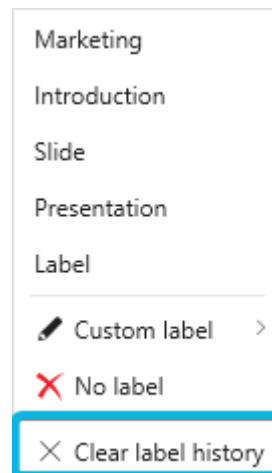 Marketing
Introduction
Slide
Presentation
Label
Custom label
No label
Clear label history